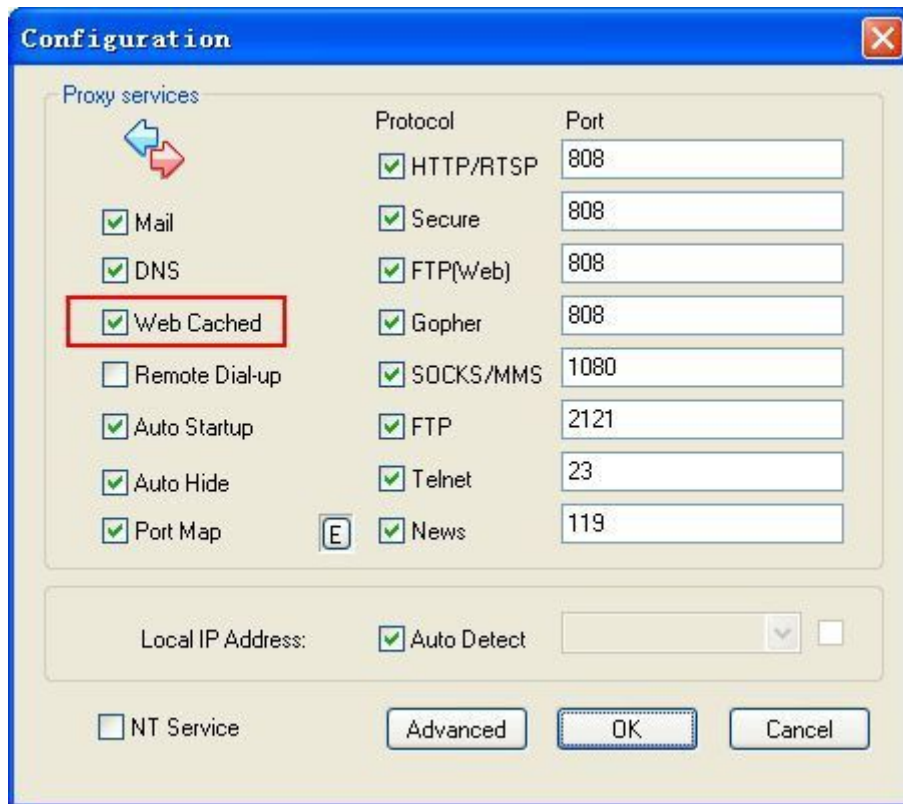 Configuration
Proxy services
Protocol Port
HTTP/RTSP 808
Mail Secure 808
DNS FTP(Web) 808
Web Cached Gopher 808
Remote Dial-up SOCKS/MMS 1080
Auto Startup FTP 2121
Auto Hide Telnet 23
Port Map E News 119
Local IP Address: Auto Detect
NT Service Advanced OK Cancel